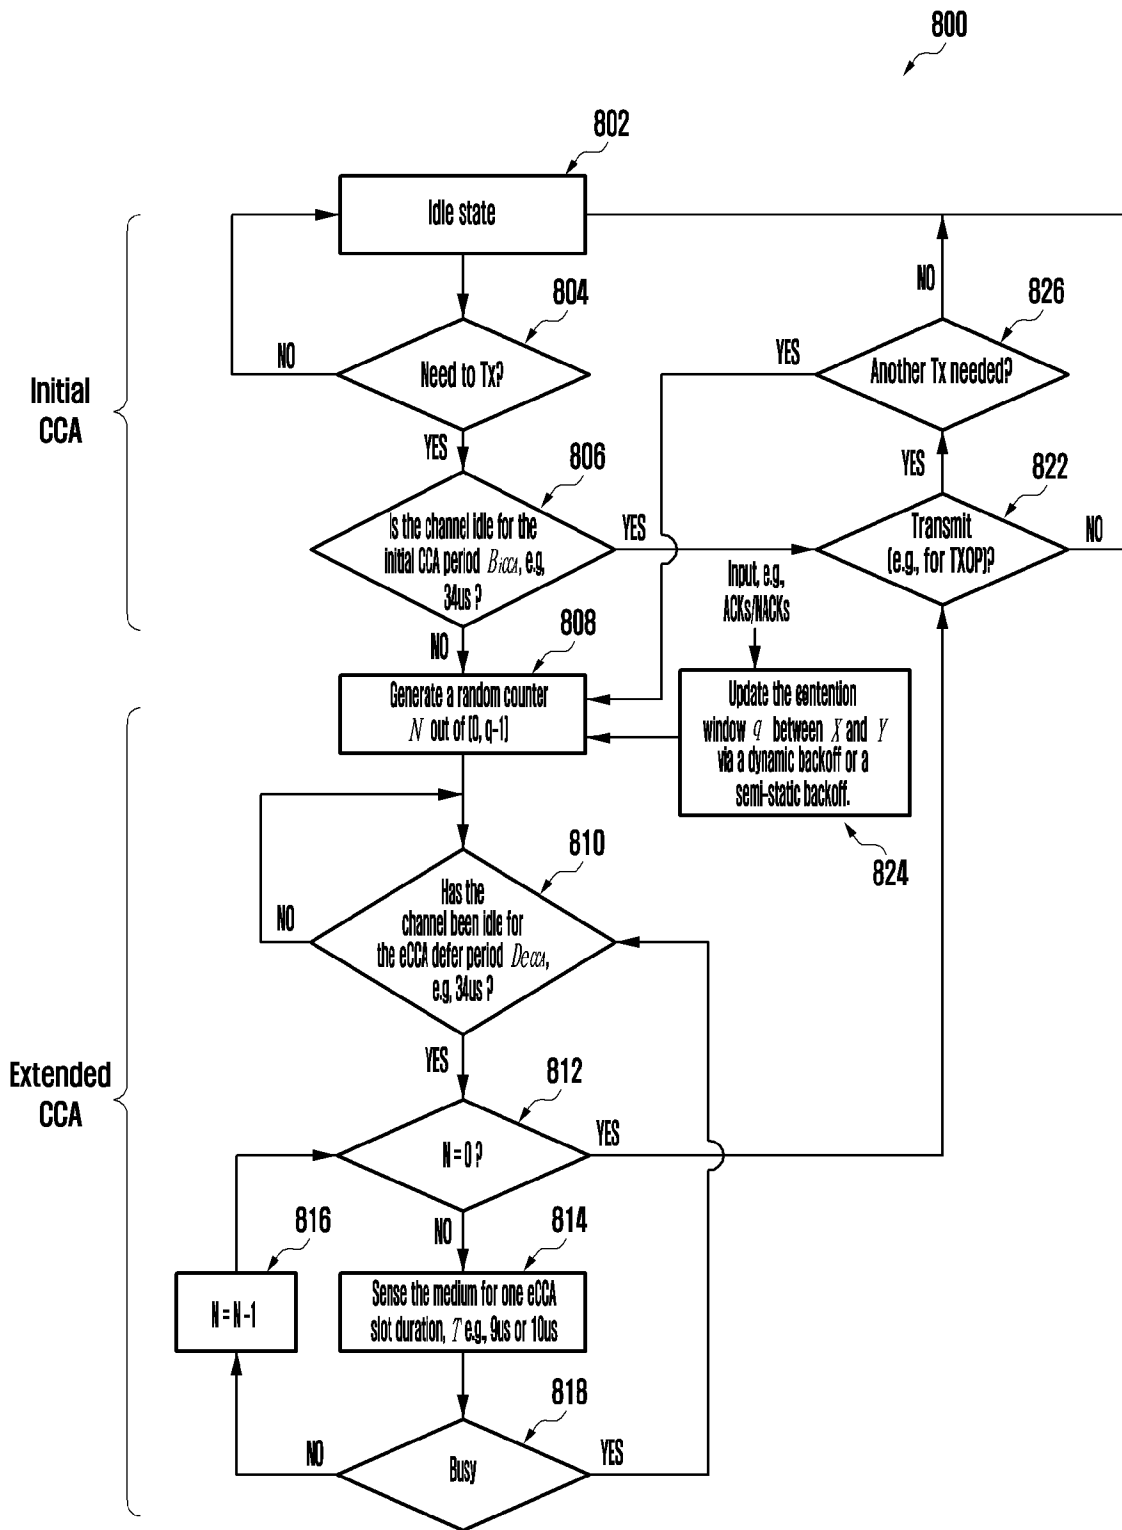 800
802
Idle state
804
Need to Tx?
NO
YES
Initial
CCA
806
Is the channel idle for the
initial CCA period BiCCA, e.g,
34us ?
YES
NO
826
Another Tx needed?
NO
YES
822
Transmit
(e.g., for TXOP)?
YES
NO
Input, e.g.,
ACKs/NACKs
808
Generate a random counter
N out of [0, q-1]
Update the contention
window q between X and Y
via a dynamic backoff or a
semi-static backoff.
824
810
Has the
channel been idle for
the eCCA defer period DeCCA,
e.g, 34us ?
NO
YES
Extended
CCA
812
N = 0 ?
YES
NO
816
N = N-1
814
Sense the medium for one eCCA
slot duration, T e.g., 9us or 10us
818
Busy
NO
YES